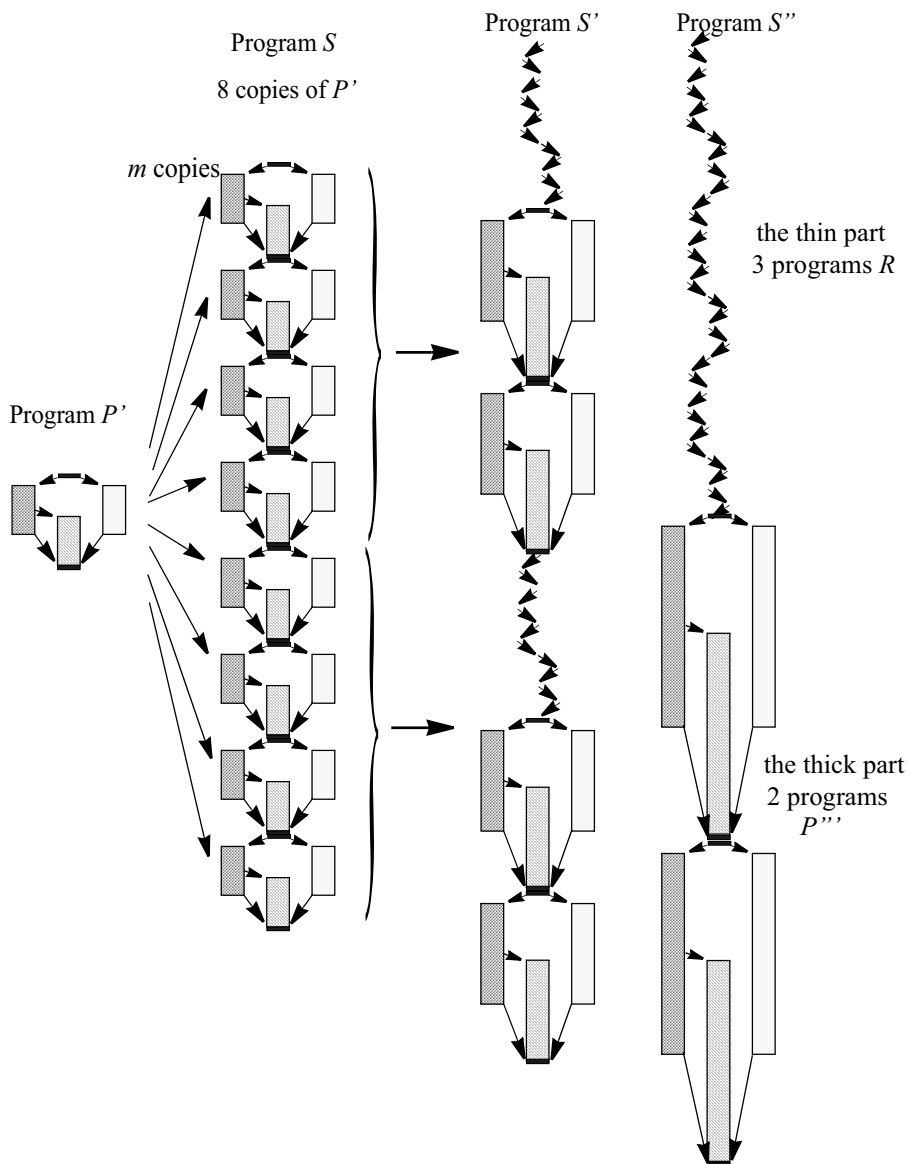 Program S
8 copies of P’
m copies
Program P’
Program S’
Program S’’
the thin part
3 programs R
the thick part
2 programs
P’’’